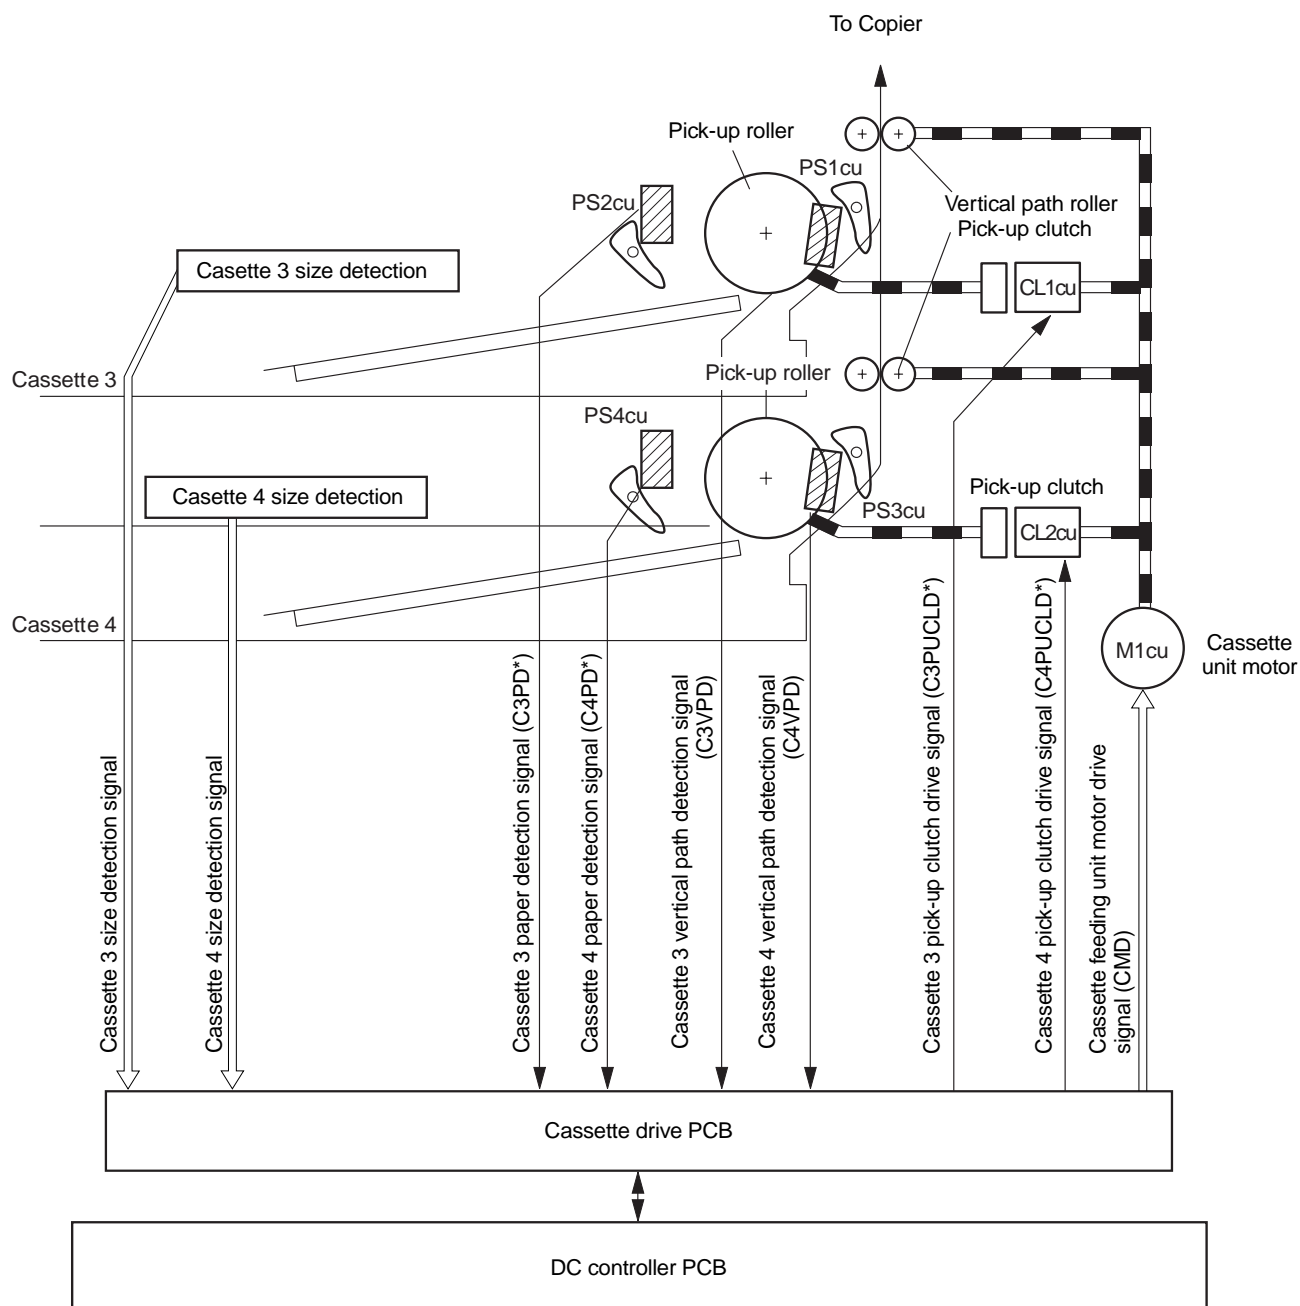 To Copier
Pick-up roller
PS1cu
PS2cu
Vertical path roller
Pick-up clutch
Casette 3 size detection
CL1cu
Cassette 3
Pick-up roller
PS4cu
Casette 4 size detection
Pick-up clutch
PS3cu
CL2cu
Cassette 4
M1cu
Cassette
unit motor
Cassette 3 size detection signal
Cassette 4 size detection signal
Cassette 3 paper detection signal (C3PD*)
Cassette 4 paper detection signal (C4PD*)
Cassette 3 vertical path detection signal
(C3VPD)
Cassette 4 vertical path detection signal
(C4VPD)
Cassette 3 pick-up clutch drive signal (C3PUCLD*)
Cassette 4 pick-up clutch drive signal (C4PUCLD*)
Cassette feeding unit motor drive
signal (CMD)
Cassette drive PCB
DC controller PCB